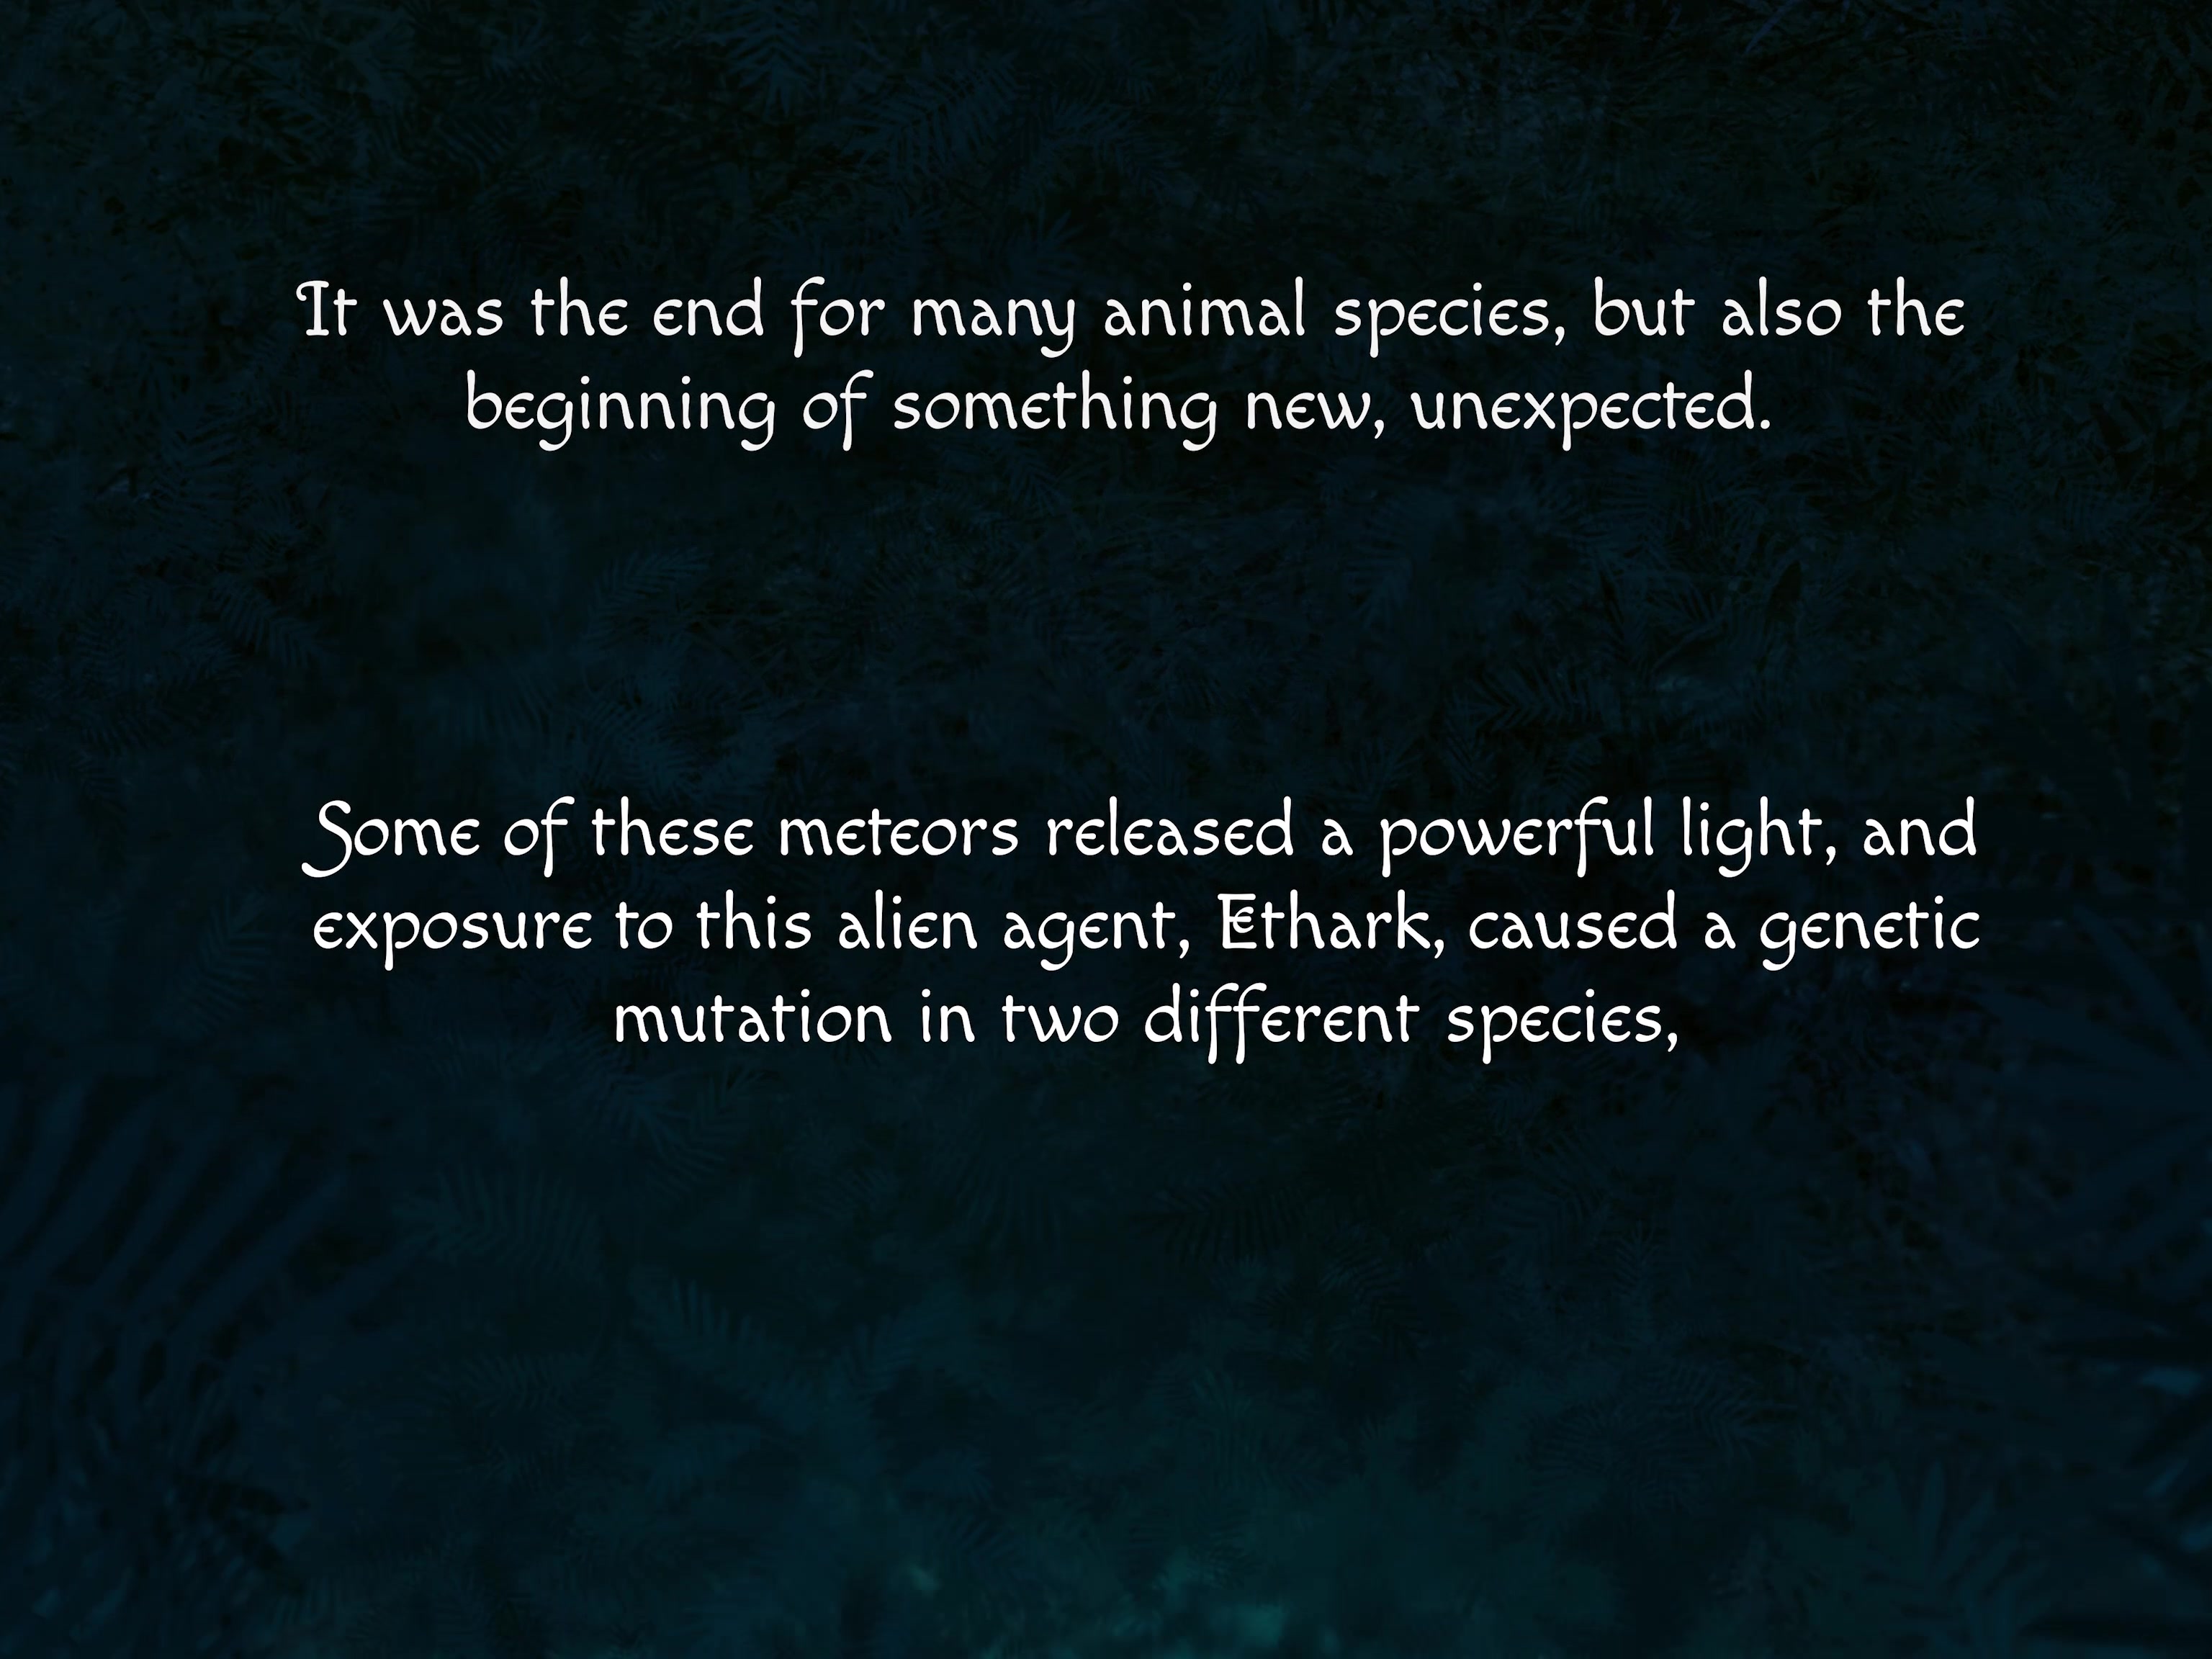 It was the end for many animal species, but also the
beginning of something new, unexpected.
Some of these meteors released a powerful light, and
exposure to this alien agent, Ethark, caused a genetic
mutation in two different species,